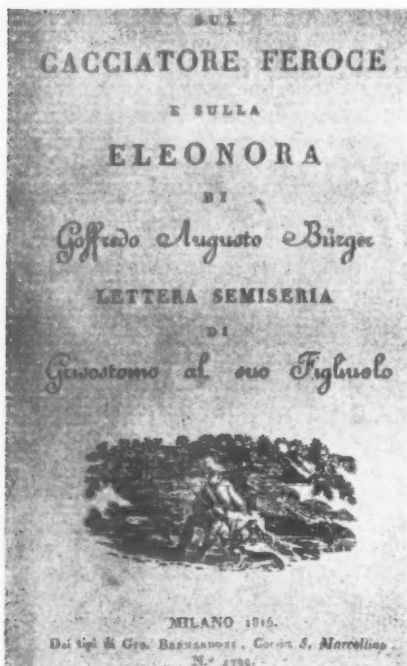 SUL
CACCIATORE FEROCE
E SULLA
ELEONORA
DI
Goffredo Augusto Bürger
LETTERA SEMISERIA
DI
Grisostomo al suo Figliuolo
MILANO 1816.
Dai tipi di Gio. BERNARDONI, Corsia S. Marcellino
N.º